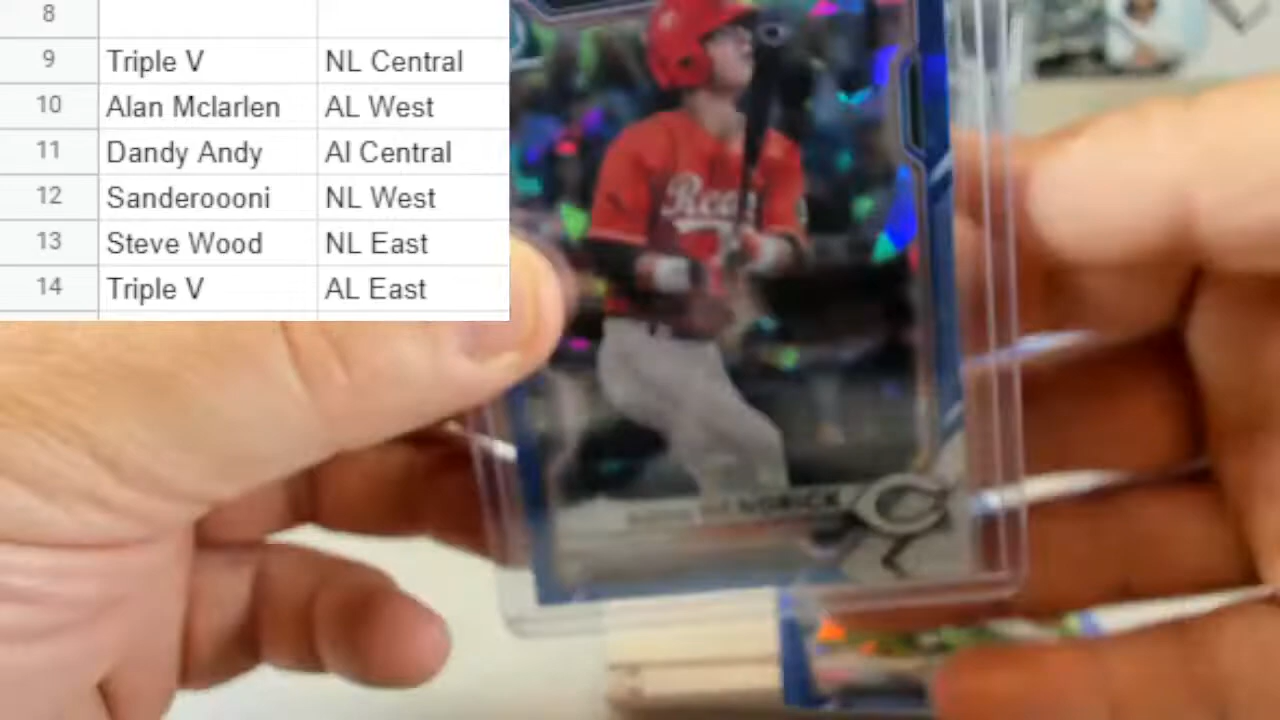 8
9 Triple V NL Central
10 Alan Mclarlen AL West
11 Dandy Andy AI Central
12 Sanderoooni NL West
13 Steve Wood NL East
14 Triple V AL East
Reds
C